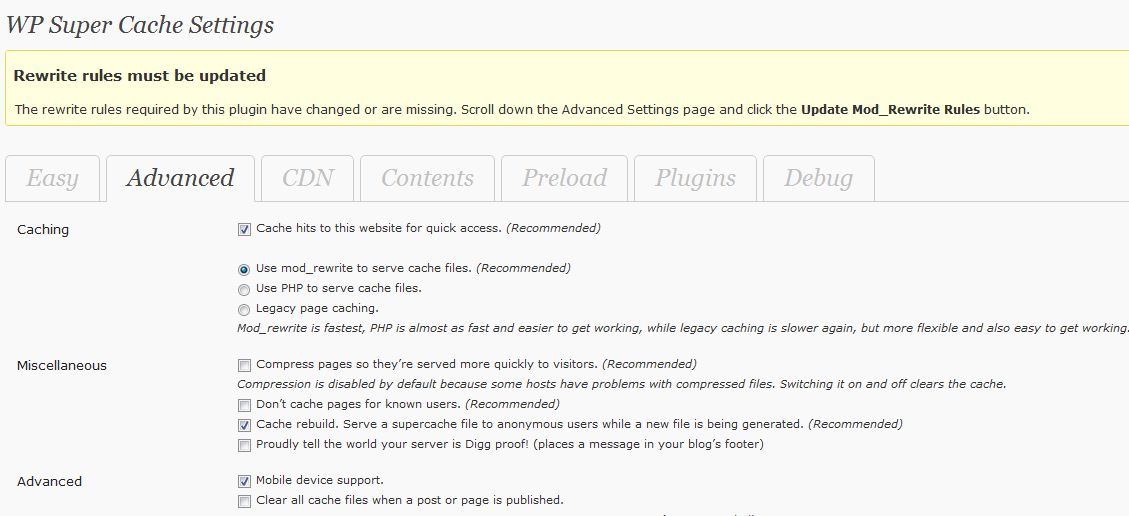 WP Super Cache Settings
Rewrite rules must be updated
The rewrite rules required by this plugin have changed or are missing. Scroll down the Advanced Settings page and click the Update Mod_Rewrite Rules button.
Easy Advanced CDN Contents Preload Plugins Debug
Caching Cache hits to this website for quick access. (Recommended)
Use mod_rewrite to serve cache files. (Recommended)
Use PHP to serve cache files.
Legacy page caching.
Mod_rewrite is fastest, PHP is almost as fast and easier to get working, while legacy caching is slower again, but more flexible and also easy to get working.
Miscellaneous Compress pages so they're served more quickly to visitors. (Recommended)
Compression is disabled by default because some hosts have problems with compressed files. Switching it on and off clears the cache.
Don't cache pages for known users. (Recommended)
Cache rebuild. Serve a supercache file to anonymous users while a new file is being generated. (Recommended)
Proudly tell the world your server is Digg proof! (places a message in your blog's footer)
Advanced Mobile device support.
Clear all cache files when a post or page is published.